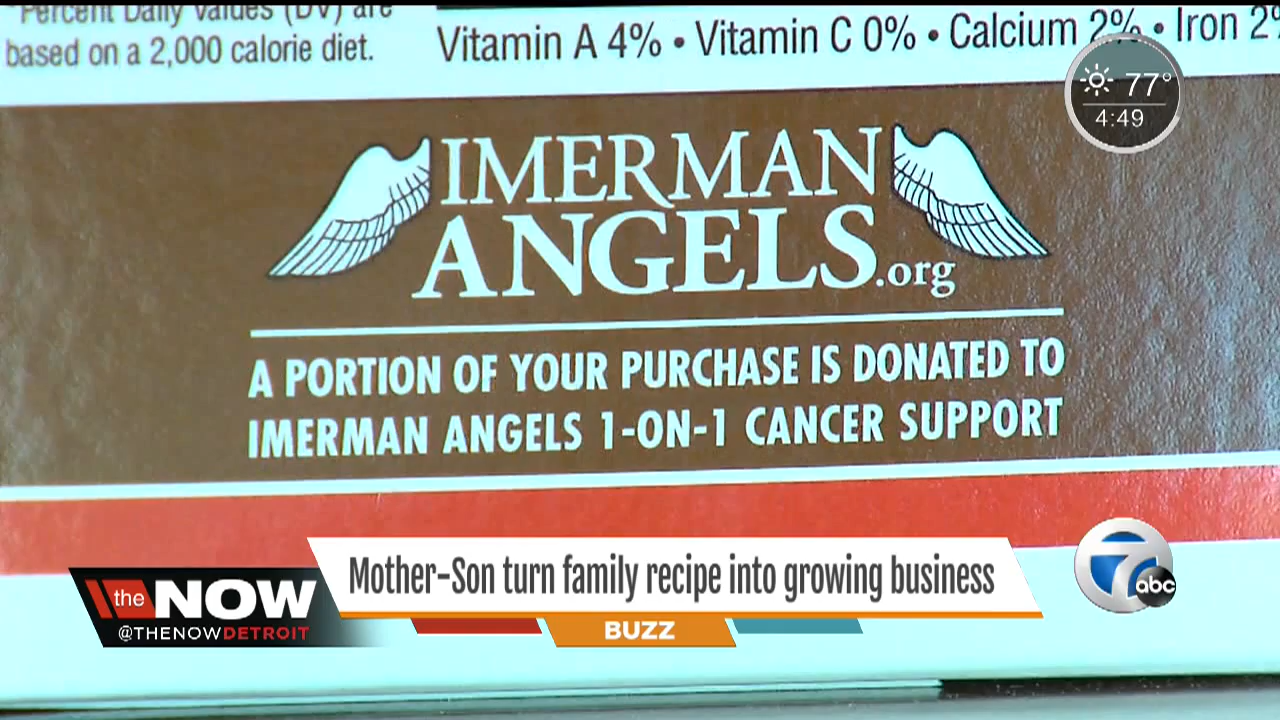 *Percent Daily Values (DV) are
based on a 2,000 calorie diet.
Vitamin A 4% • Vitamin C 0% • Calcium 2% • Iron 2%
77°
4:49
IMERMAN
ANGELS.org
A PORTION OF YOUR PURCHASE IS DONATED TO
IMERMAN ANGELS 1-ON-1 CANCER SUPPORT
Mother-Son turn family recipe into growing business
the NOW
@THENOWDETROIT
BUZZ
7
abc